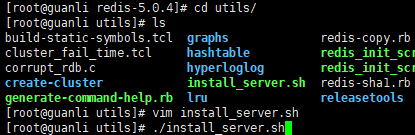 [root@guanli redis-5.0.4]# cd utils/
[root@guanli utils]# ls
build-static-symbols.tcl graphs redis-copy.rb
cluster_fail_time.tcl hashtable redis_init_scr
corrupt_rdb.c hyperloglog redis_init_scr
create-cluster install_server.sh redis-sha1.rb
generate-command-help.rb lru releasetools
[root@guanli utils]# vim install_server.sh
[root@guanli utils]# ./install_server.sh